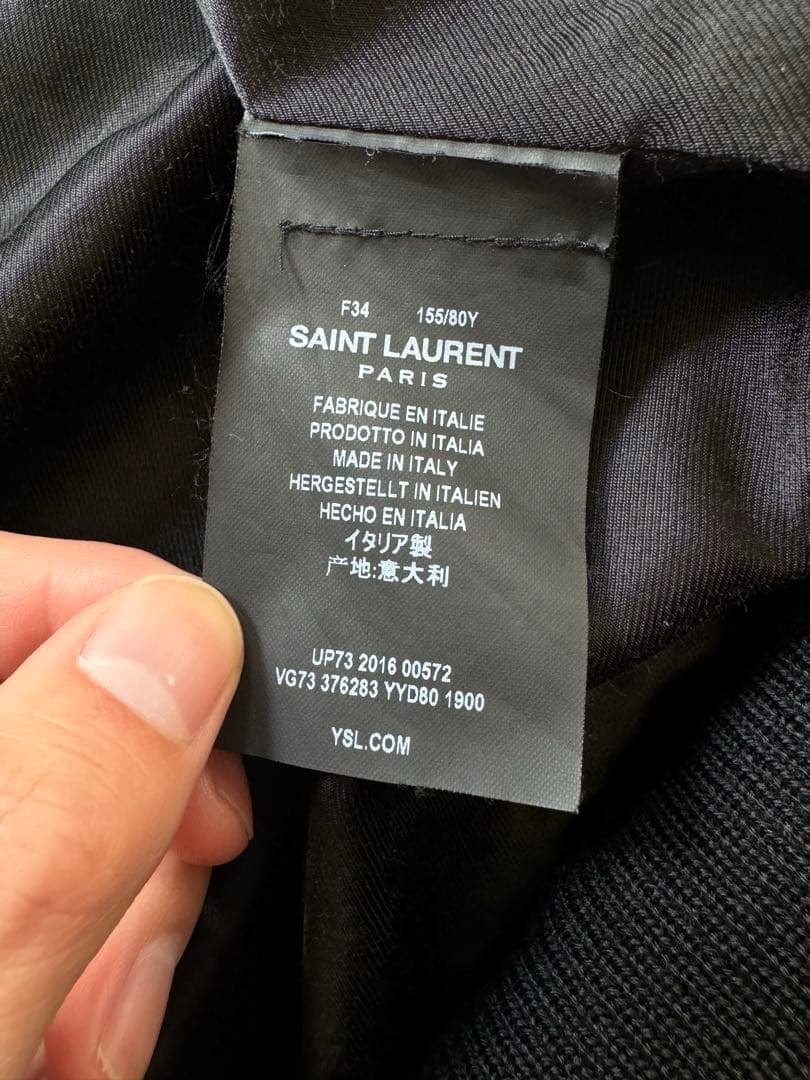 F34 155/80Y
SAINT LAURENT
PARIS
FABRIQUE EN ITALIE
PRODOTTO IN ITALIA
MADE IN ITALY
HERGESTELLT IN ITALIEN
HECHO EN ITALIA
イタリア製
产地:意大利
UP73 2016 00572
VG73 376283 YYD80 1900
YSL.COM